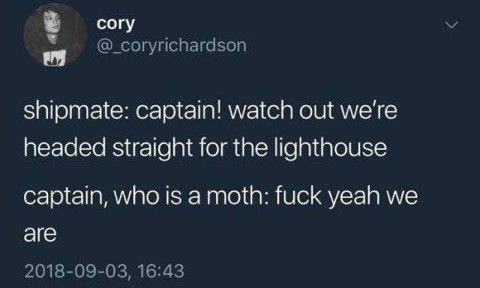 cory
@_coryrichardson
shipmate: captain! watch out we're
headed straight for the lighthouse
captain, who is a moth: fuck yeah we
are
2018-09-03, 16:43